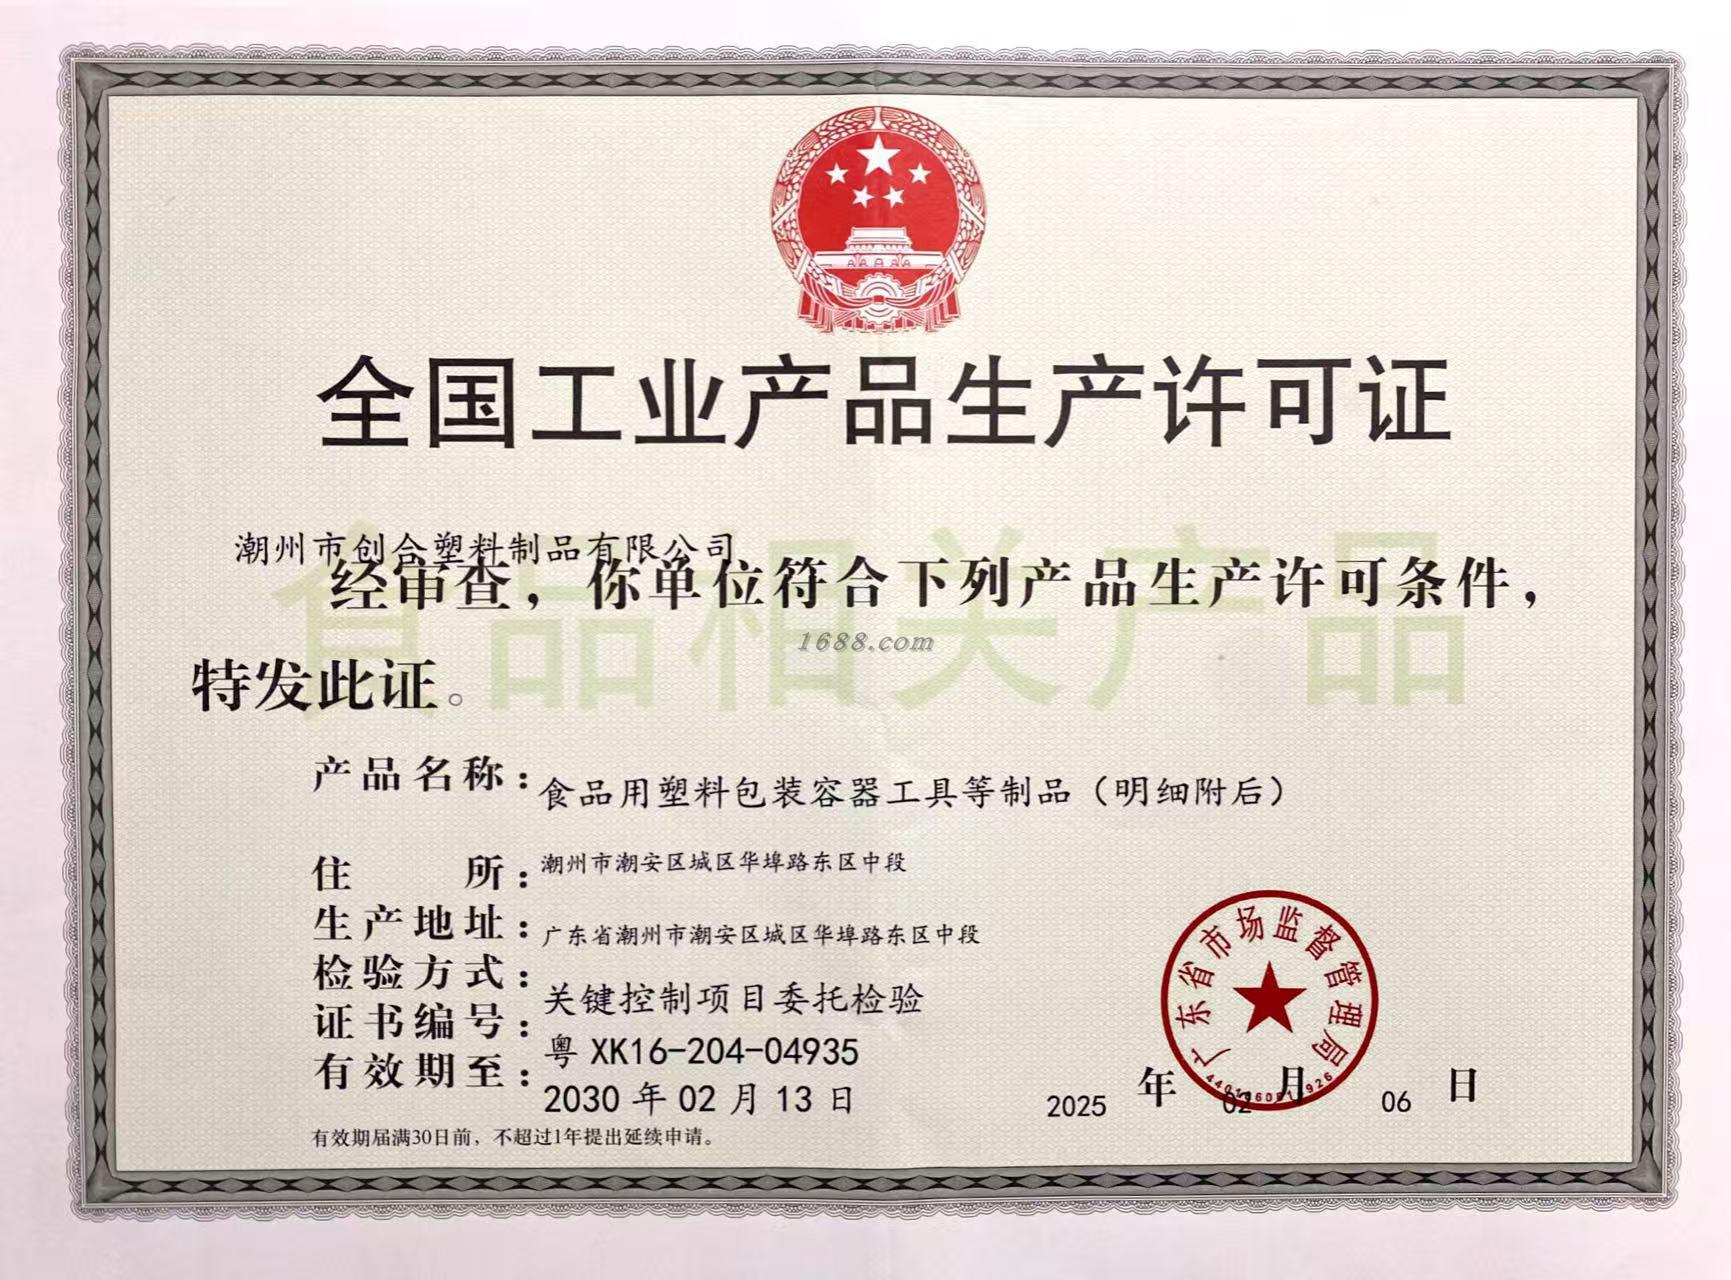 全国工业产品生产许可证
食品相关产品
潮州市创合塑料制品有限公司
经审查，你单位符合下列产品生产许可条件，
1688.com
特发此证。
产品名称：食品用塑料包装容器工具等制品（明细附后）
住所：潮州市潮安区城区华埠路东区中段
生产地址：广东省潮州市潮安区城区华埠路东区中段
检验方式：关键控制项目委托检验
证书编号：粤 XK16-204-04935
有效期至：2030 年 02 月 13 日
广东省市场监督管理局
2025 年 02 月 06 日
有效期届满30日前，不超过1年提出延续申请。